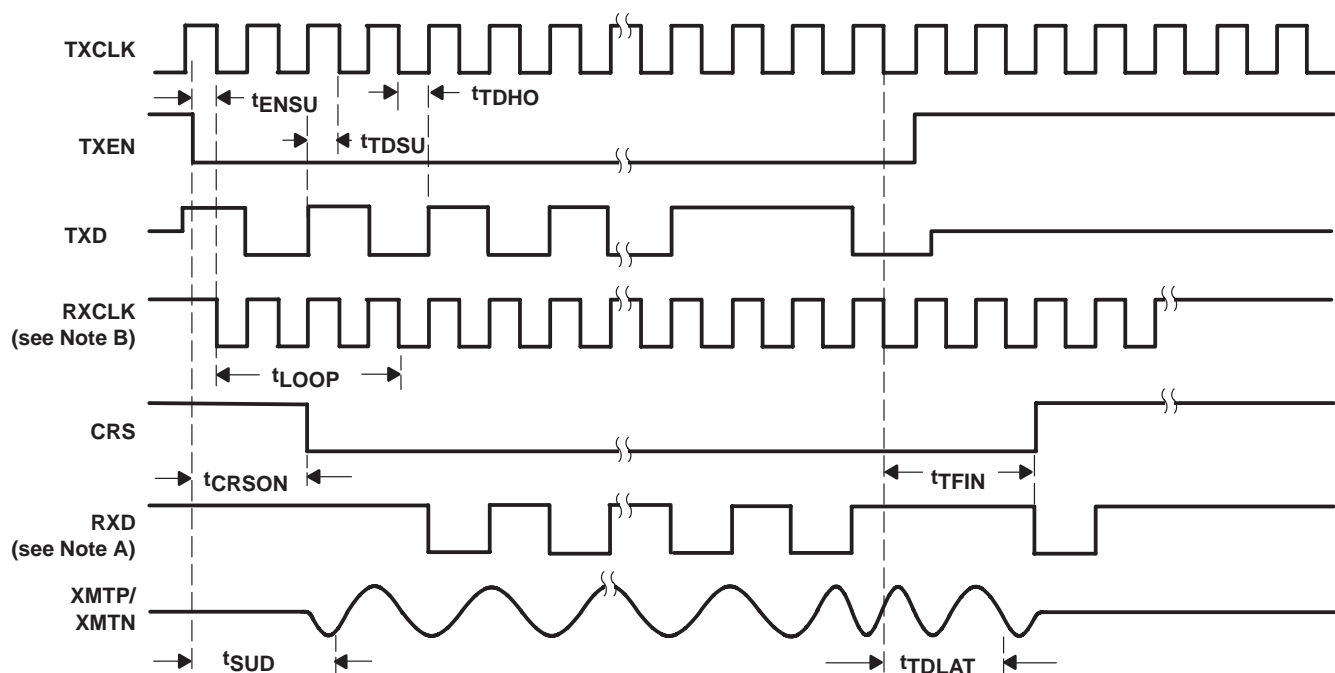 TXCLK
tENSU
tTDHO
TXEN
tTDSU
TXD
RXCLK
(see Note B)
tLOOP
CRS
tCRSON
tTFIN
RXD
(see Note A)
XMTP/
XMTN
tSUD
tTDLAT